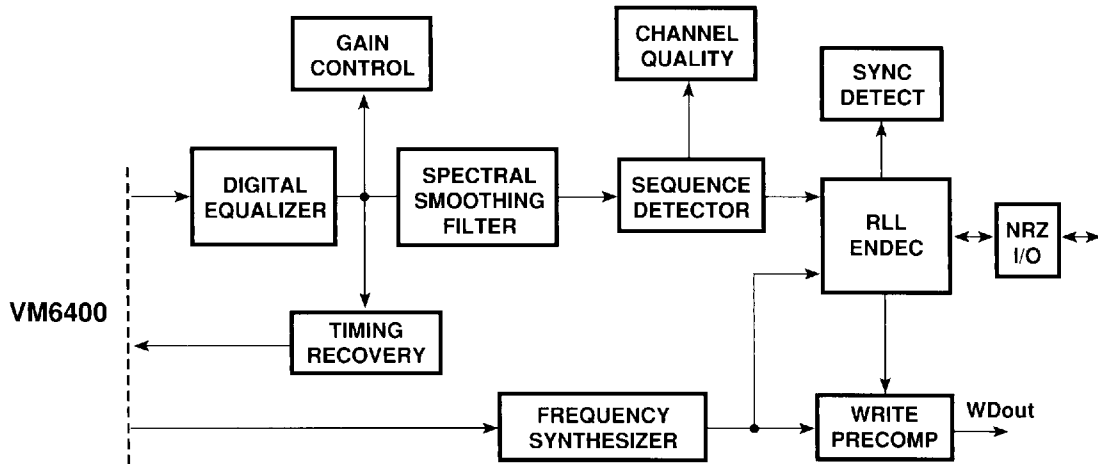 GAIN
CONTROL
CHANNEL
QUALITY
SYNC
DETECT
DIGITAL
EQUALIZER
SPECTRAL
SMOOTHING
FILTER
SEQUENCE
DETECTOR
RLL
ENDEC
NRZ
I/O
VM6400
TIMING
RECOVERY
FREQUENCY
SYNTHESIZER
WRITE
PRECOMP
WDout